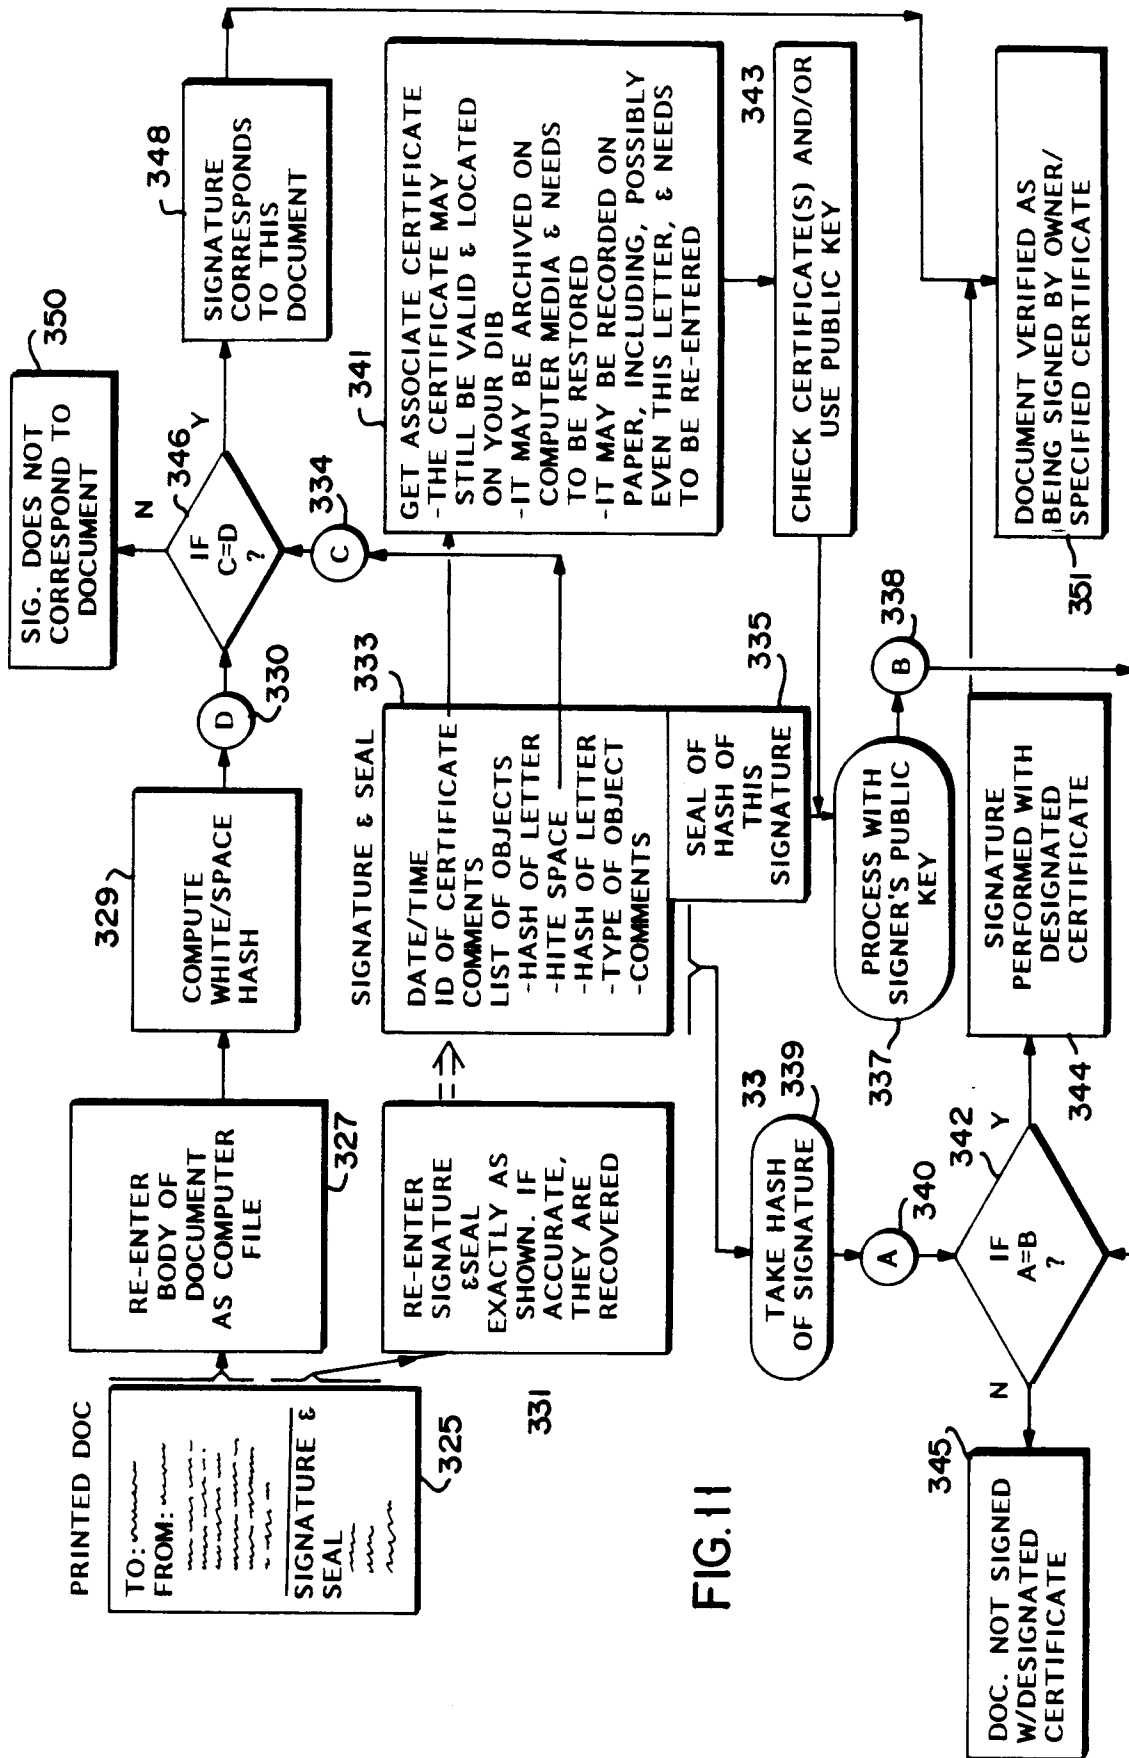 PRINTED DOC
TO:
FROM:
SIGNATURE &
SEAL
325
RE-ENTER
BODY OF
DOCUMENT
AS COMPUTER
FILE
327
COMPUTE
WHITE/SPACE
HASH
329
D
330
IF
C=D
?
346
N
Y
SIG. DOES NOT
CORRESPOND TO
DOCUMENT
350
SIGNATURE
CORRESPONDS
TO THIS
DOCUMENT
348
C
334
RE-ENTER
SIGNATURE
&SEAL
EXACTLY AS
SHOWN. IF
ACCURATE,
THEY ARE
RECOVERED
331
SIGNATURE & SEAL
333
DATE/TIME
ID OF CERTIFICATE
COMMENTS
LIST OF OBJECTS
-HASH OF LETTER
-HITE SPACE
-HASH OF LETTER
-TYPE OF OBJECT
-COMMENTS
SEAL OF
HASH OF
THIS
SIGNATURE
335
341
GET ASSOCIATE CERTIFICATE
-THE CERTIFICATE MAY
STILL BE VALID & LOCATED
ON YOUR DIB
-IT MAY BE ARCHIVED ON
COMPUTER MEDIA & NEEDS
TO BE RESTORED
-IT MAY BE RECORDED ON
PAPER, INCLUDING, POSSIBLY
EVEN THIS LETTER, & NEEDS
TO BE RE-ENTERED
343
CHECK CERTIFICATE(S) AND/OR
USE PUBLIC KEY
33
339
TAKE HASH
OF SIGNATURE
A
340
PROCESS WITH
SIGNER'S PUBLIC
KEY
337
B
338
IF
A=B
?
342
N
Y
345
DOC. NOT SIGNED
W/DESIGNATED
CERTIFICATE
SIGNATURE
PERFORMED WITH
DESIGNATED
CERTIFICATE
344
DOCUMENT VERIFIED AS
BEING SIGNED BY OWNER/
SPECIFIED CERTIFICATE
351
FIG.11